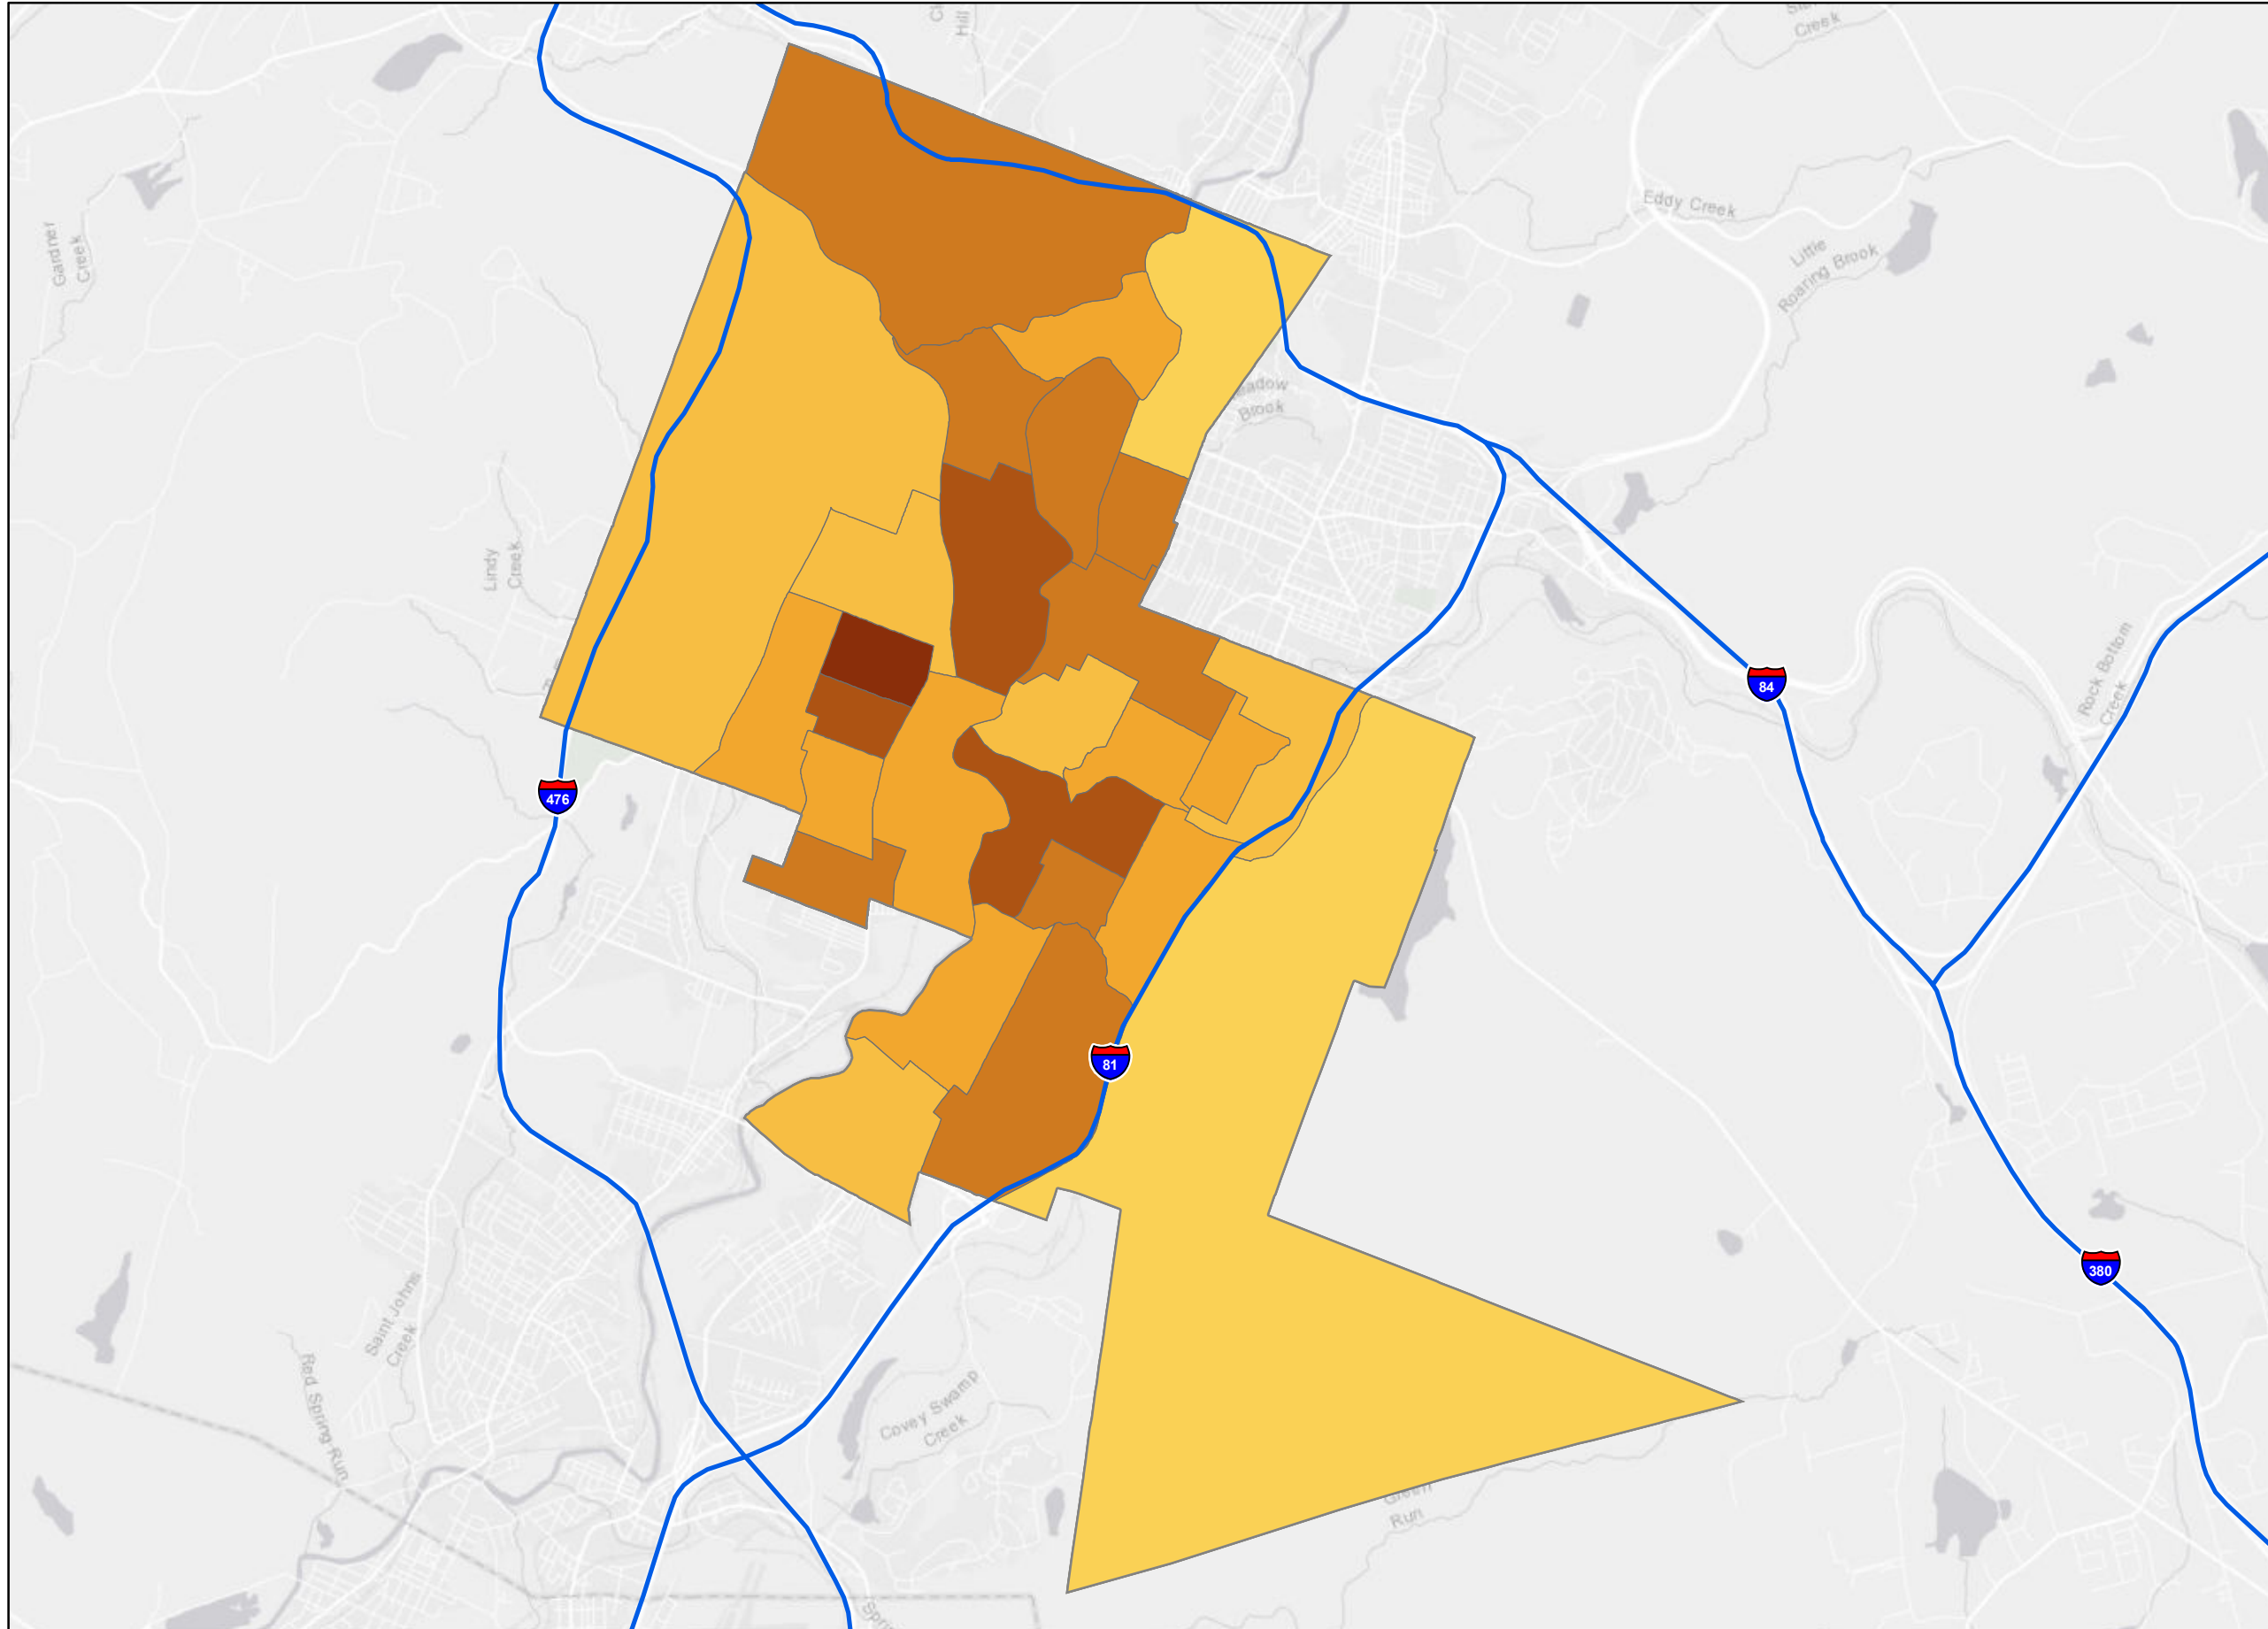 Hill
Creek
Eddy Creek
Little
Roaring Brook
Gardner
Creek
Brook
Lindy
Creek
Rock Bottom
Creek
84
476
81
380
Saint Johns
Creek
Red Spring Run
Covey Swamp
Creek
Green
Run